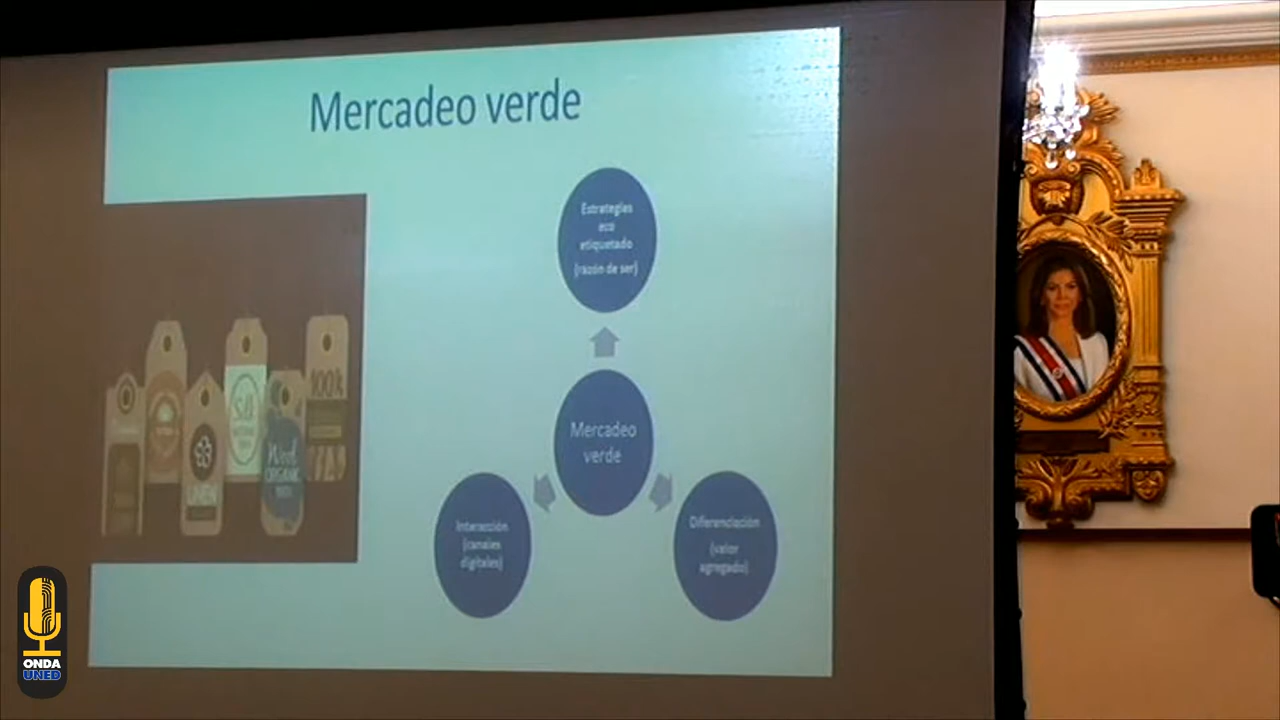 Mercadeo verde
Estrategias
eco
etiquetado
(razón de ser)
Mercadeo
verde
Interacción
(canales
digitales)
Diferenciación
(valor
agregado)
100%
Silk
Wool
ORGANIC
LINEN
ONDA
UNED